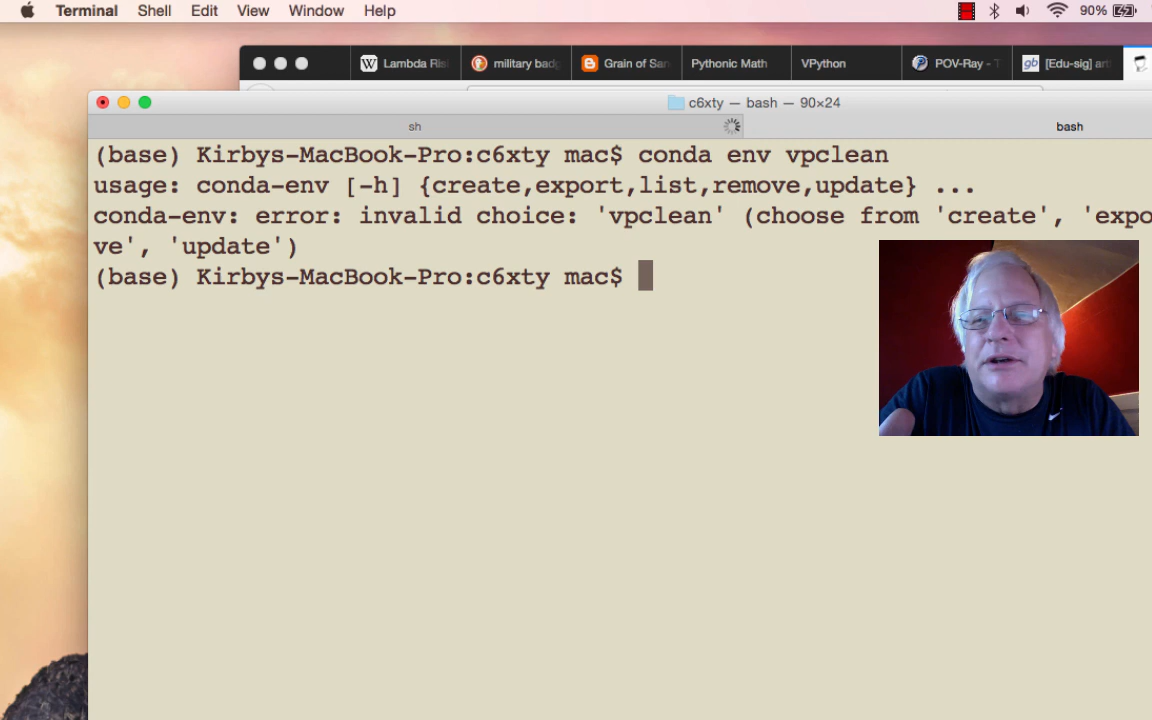 Terminal Shell Edit View Window Help 90%
W Lambda Ris military bad Grain of San Pythonic Math VPython POV-Ray - T gb [Edu-sig] art
c6xty — bash — 90×24
sh bash
(base) Kirbys-MacBook-Pro:c6xty mac$ conda env vpclean
usage: conda-env [-h] {create,export,list,remove,update} ...
conda-env: error: invalid choice: 'vpclean' (choose from 'create', 'expo
ve', 'update')
(base) Kirbys-MacBook-Pro:c6xty mac$